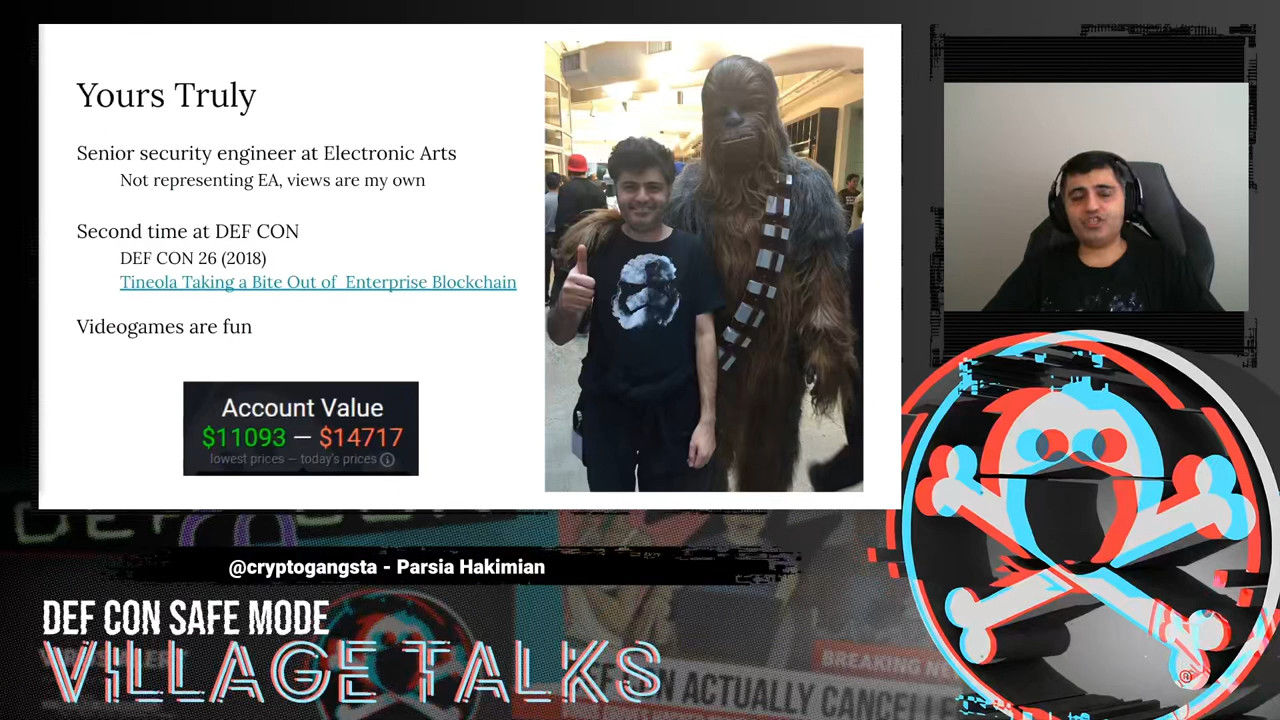 Yours Truly
Senior security engineer at Electronic Arts
Not representing EA, views are my own
Second time at DEF CON
DEF CON 26 (2018)
Tineola Taking a Bite Out of Enterprise Blockchain
Videogames are fun
Account Value
$11093 — $14717
lowest prices — today's prices
@cryptogangsta - Parsia Hakimian
DEF CON SAFE MODE
VILLAGE TALKS
BREAKING
CON ACTUALLY CANCELLE